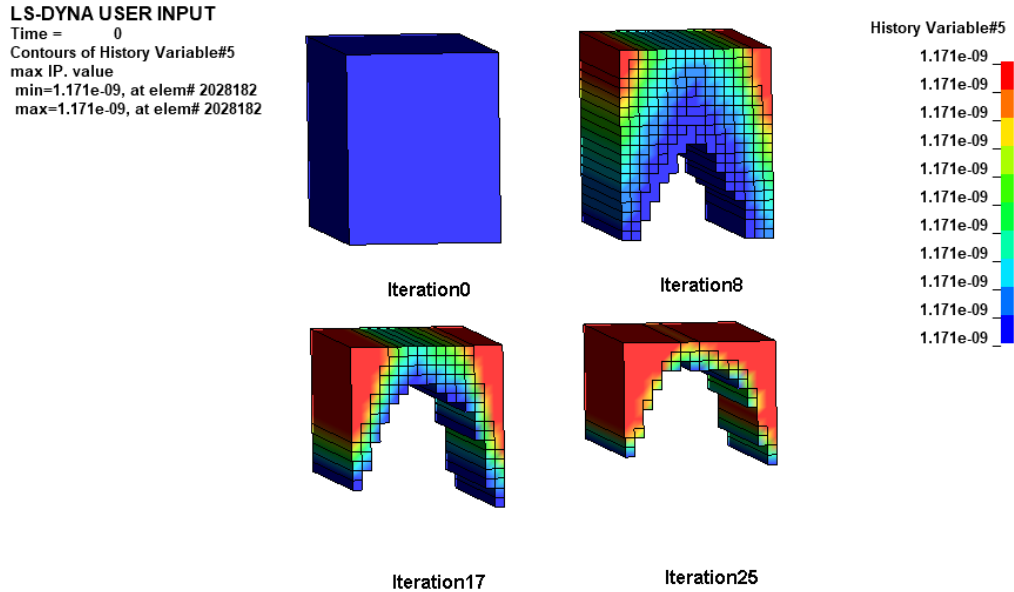 LS-DYNA USER INPUT
Time = 0
Contours of History Variable#5
max IP. value
min=1.171e-09, at elem# 2028182
max=1.171e-09, at elem# 2028182
History Variable#5
1.171e-09
1.171e-09
1.171e-09
1.171e-09
1.171e-09
1.171e-09
1.171e-09
1.171e-09
1.171e-09
1.171e-09
1.171e-09
Iteration0
Iteration8
Iteration17
Iteration25